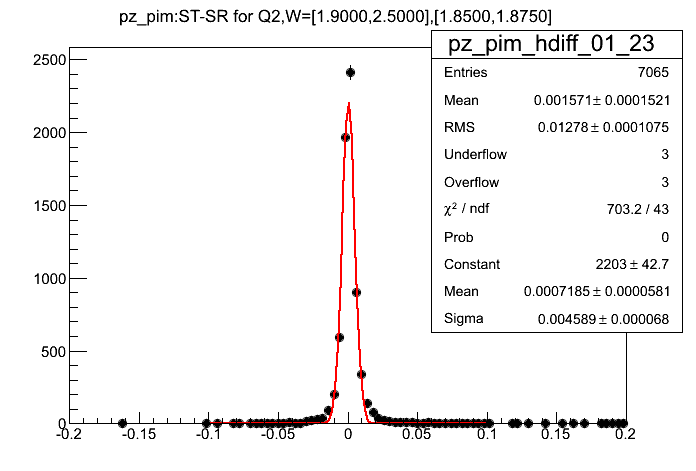 pz_pim:ST-SR for Q2,W=[1.9000,2.5000],[1.8500,1.8750]
pz_pim_hdiff_01_23
Entries 7065
Mean 0.001571± 0.0001521
RMS 0.01278± 0.0001075
Underflow 3
Overflow 3
χ² / ndf 703.2 / 43
Prob 0
Constant 2203 ± 42.7
Mean 0.0007185 ± 0.0000581
Sigma 0.004589 ± 0.000068
2500
2000
1500
1000
500
0
-0.2 -0.15 -0.1 -0.05 0 0.05 0.1 0.15 0.2